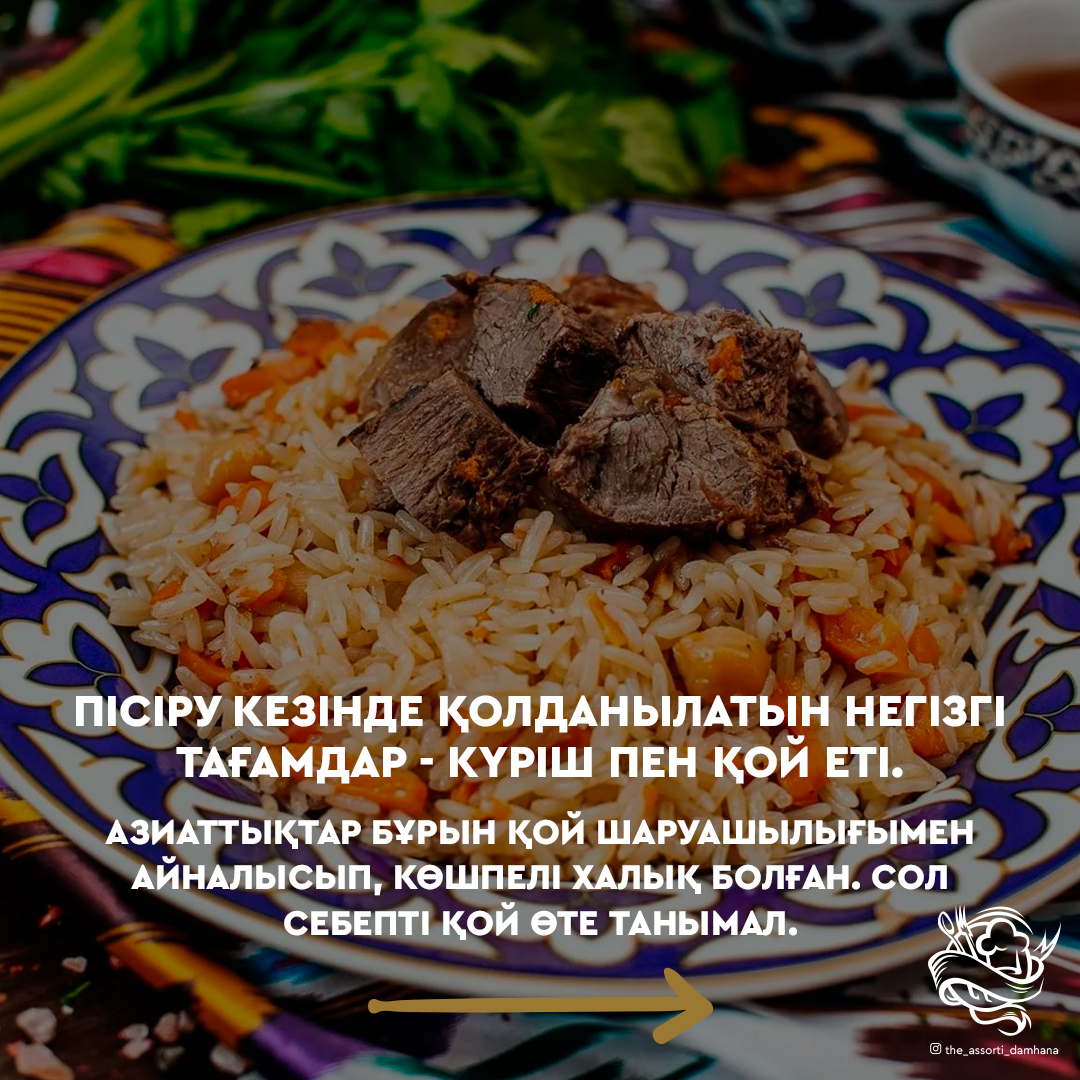 ПІСІРУ КЕЗІНДЕ ҚОЛДАНЫЛАТЫН НЕГІЗГІ
ТАҒАМДАР - КҮРІШ ПЕН ҚОЙ ЕТІ.
АЗИАТТЫҚТАР БҰРЫН ҚОЙ ШАРУАШЫЛЫҒЫМЕН
АЙНАЛЫСЫП, КӨШПЕЛІ ХАЛЫҚ БОЛҒАН. СОЛ
СЕБЕПТІ ҚОЙ ӨТЕ ТАНЫМАЛ.
the_assorti_damhana